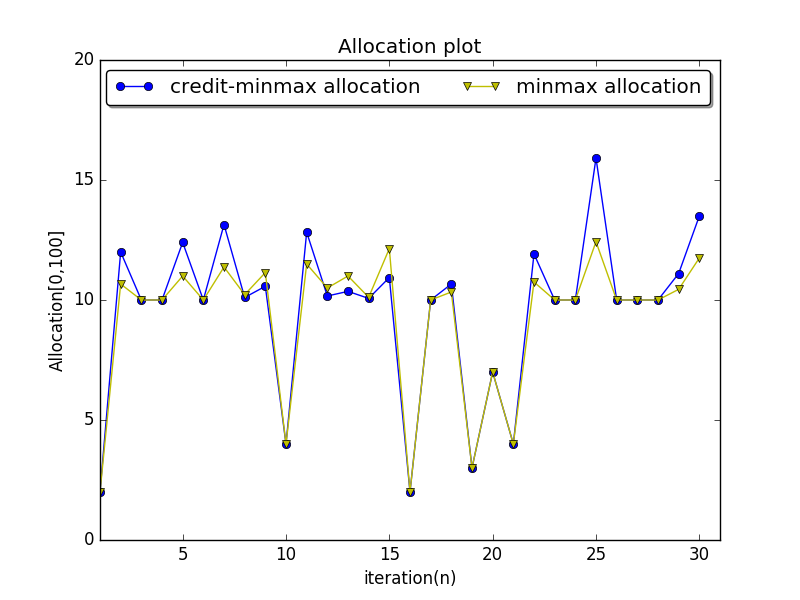 Allocation plot
credit-minmax allocation minmax allocation
20
15
10
5
0
Allocation[0,100]
5 10 15 20 25 30
iteration(n)